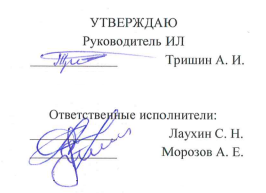 УТВЕРЖДАЮ
Руководитель ИЛ
Тришин А. И.
Ответственные исполнители:
Лаухин С. Н.
Морозов А. Е.